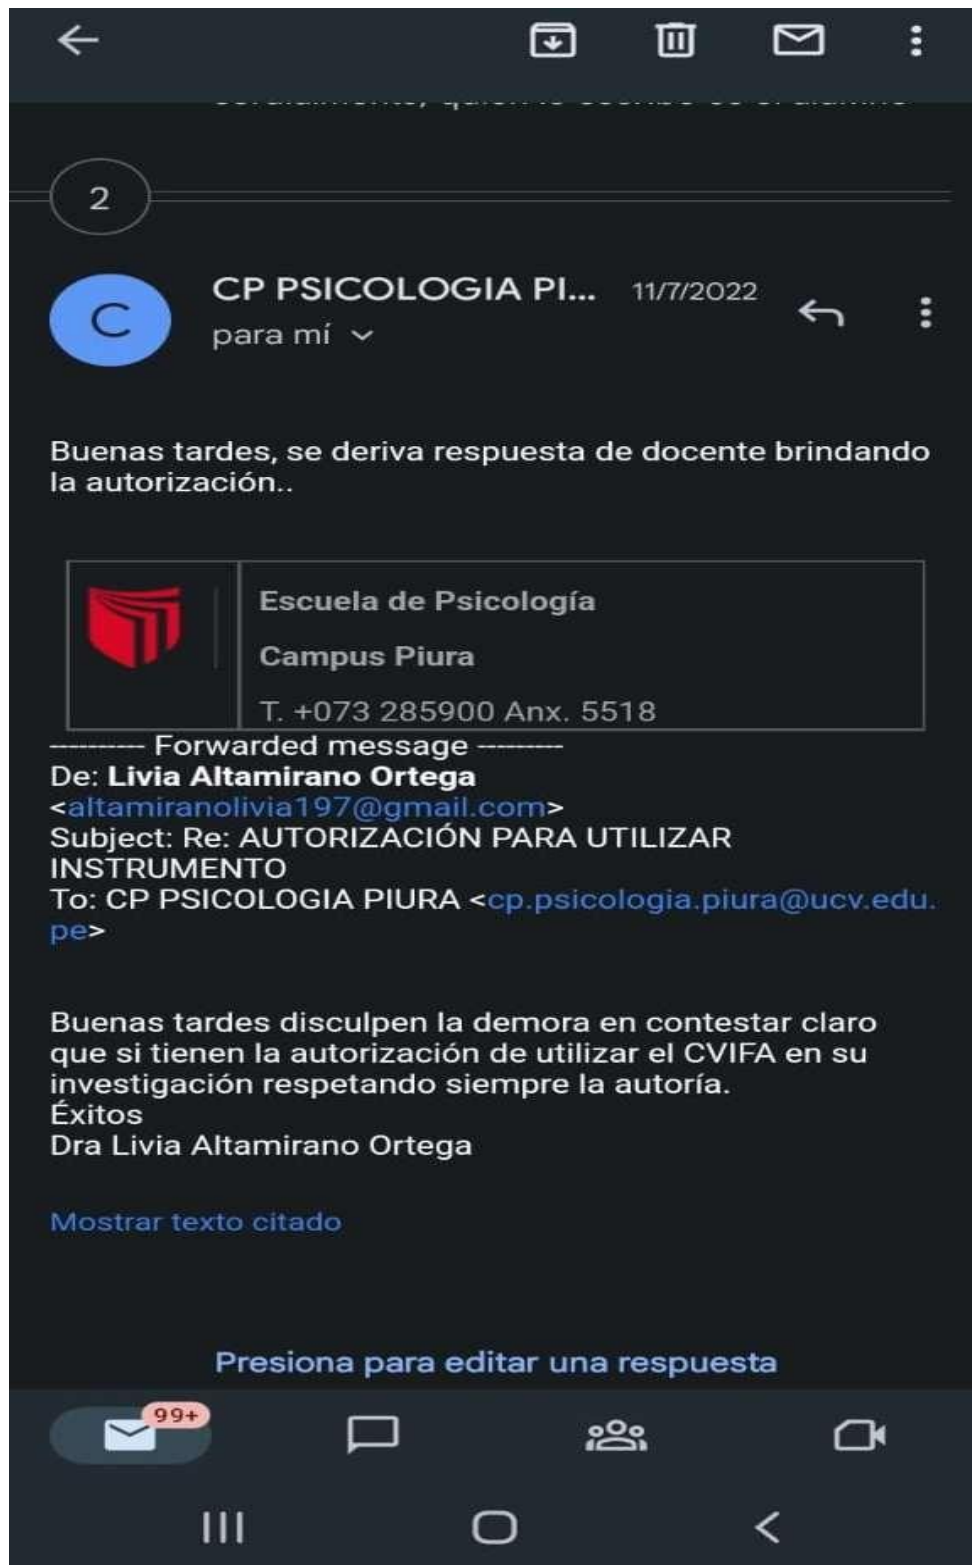 2
C
CP PSICOLOGIA PI... 11/7/2022
para mí
Buenas tardes, se deriva respuesta de docente brindando
la autorización..
Escuela de Psicología
Campus Piura
T. +073 285900 Anx. 5518
---------- Forwarded message ---------
De: Livia Altamirano Ortega
<altamiranolivia197@gmail.com>
Subject: Re: AUTORIZACIÓN PARA UTILIZAR
INSTRUMENTO
To: CP PSICOLOGIA PIURA <cp.psicologia.piura@ucv.edu.
pe>
Buenas tardes disculpen la demora en contestar claro
que si tienen la autorización de utilizar el CVIFA en su
investigación respetando siempre la autoría.
Éxitos
Dra Livia Altamirano Ortega
Mostrar texto citado
Presiona para editar una respuesta
99+